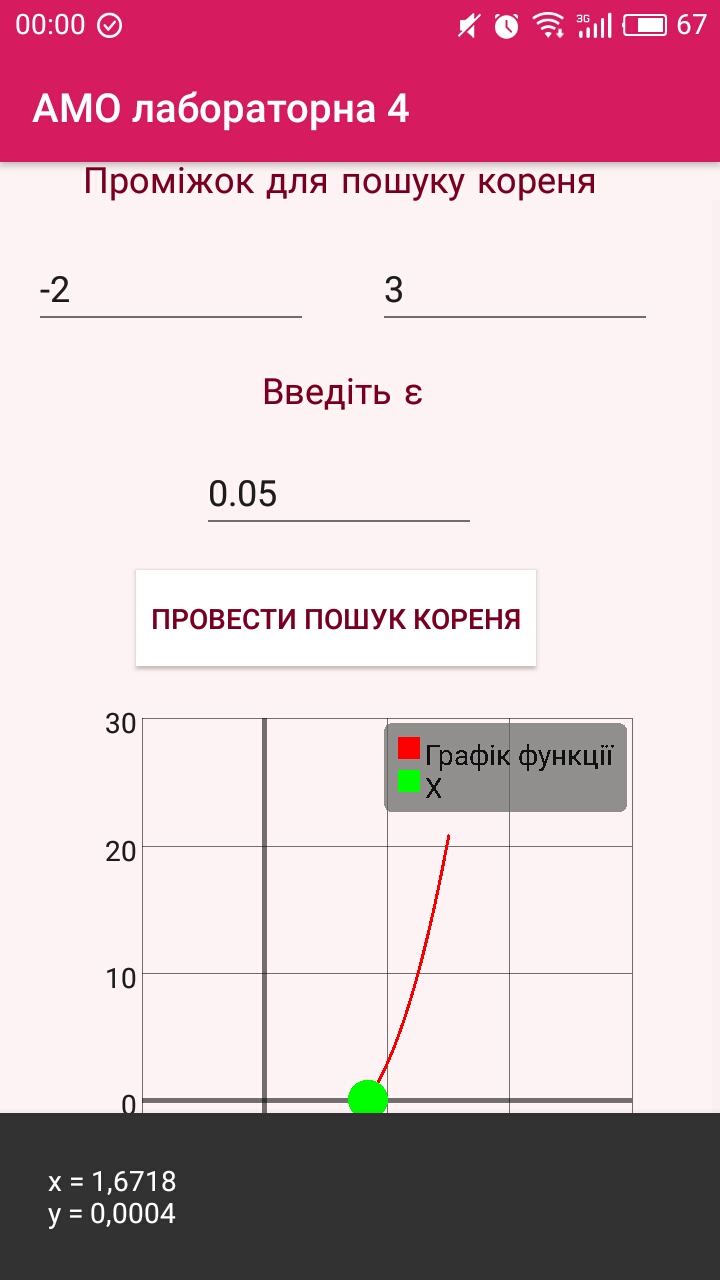 00:00 3G 67
АМО лабораторна 4
Проміжок для пошуку кореня
-2 3
Введіть ε
0.05
ПРОВЕСТИ ПОШУК КОРЕНЯ
30
Графік функції
X
20
10
0
x = 1,6718
y = 0,0004